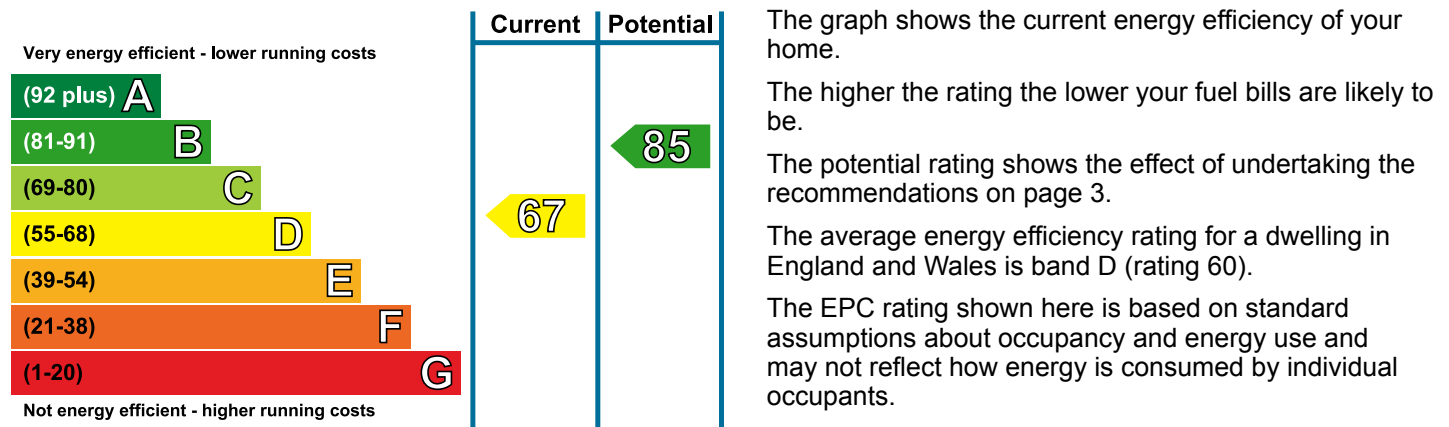 Current Potential
Very energy efficient - lower running costs
(92 plus) A
(81-91) B
85
(69-80) C
67
(55-68) D
(39-54) E
(21-38) F
(1-20) G
Not energy efficient - higher running costs
The graph shows the current energy efficiency of your
home.
The higher the rating the lower your fuel bills are likely to
be.
The potential rating shows the effect of undertaking the
recommendations on page 3.
The average energy efficiency rating for a dwelling in
England and Wales is band D (rating 60).
The EPC rating shown here is based on standard
assumptions about occupancy and energy use and
may not reflect how energy is consumed by individual
occupants.